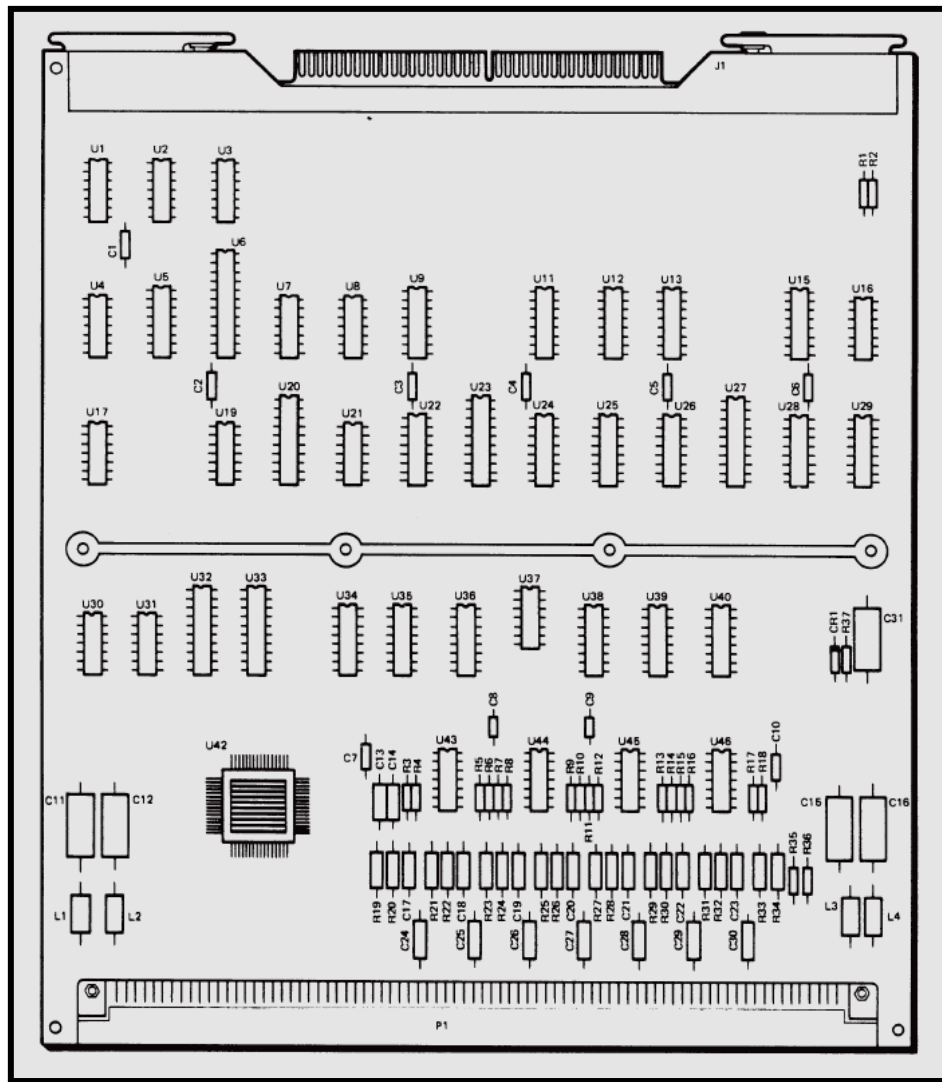 J1
U1 U2 U3
R1 R2
C1
U6
U4 U5 U7 U8 U9 U11 U12 U13 U15 U16
C2 C3 C4 C5 C6
U17 U19 U20 U21 U22 U23 U24 U25 U26 U27 U28 U29
U30 U31 U32 U33 U34 U35 U36 U37 U38 U39 U40
CR1 R37 C31
C8 C9
U42 C7 C13 C14 R3 R4 U43 R5 R6 R7 R8 U44 R9 R10 R12 U45 R13 R14 R15 R16 U46 R17 R18 C10
C11 C12 R11 C15 C16
R35 R36
L1 L2 L3 L4
R19 R20 C17 R21 R22 C18 R23 R24 C19 R25 R26 C20 R27 R28 C21 R29 R30 C22 R31 R32 C23 R33 R34
C24 C25 C26 C27 C28 C29 C30
P1